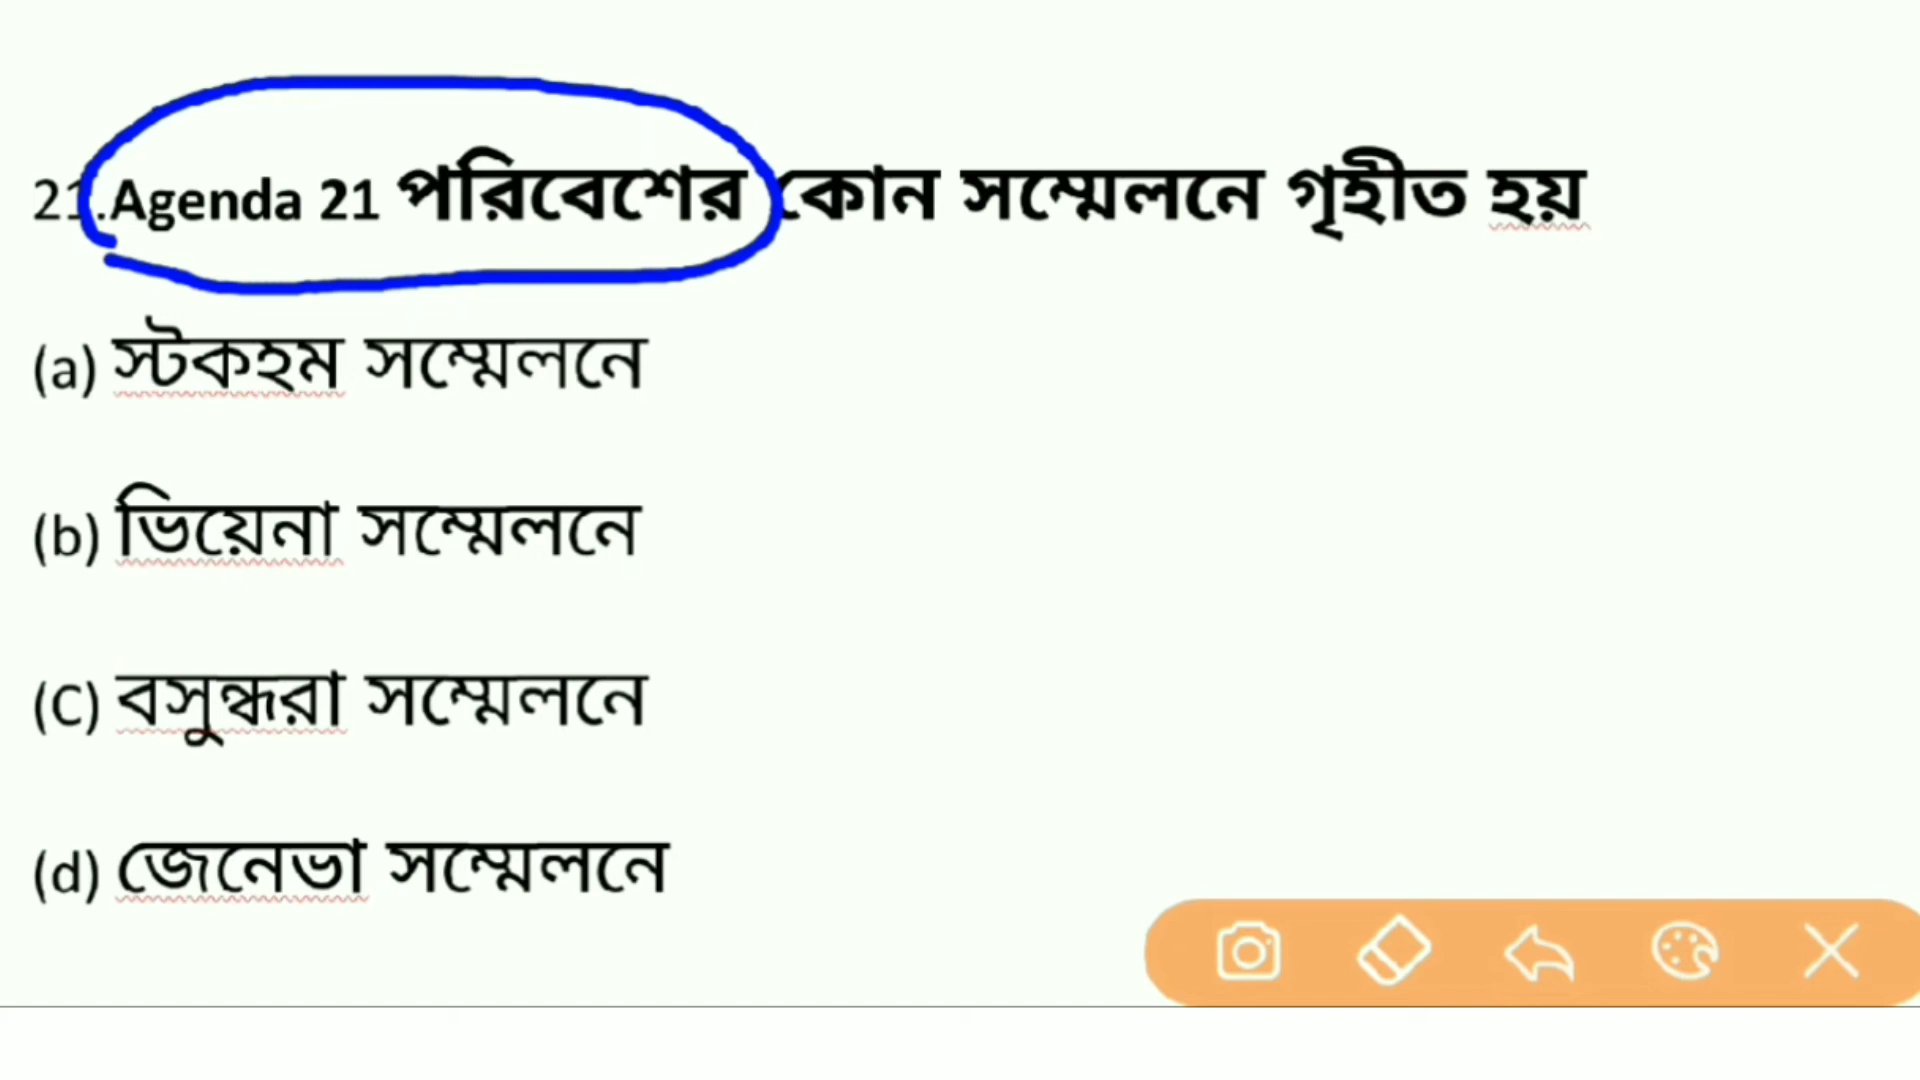 21.Agenda 21 পরিবেশের কোন সম্মেলনে গৃহীত হয়
(a) স্টকহম সম্মেলনে
(b) ভিয়েনা সম্মেলনে
(C) বসুন্ধরা সম্মেলনে
(d) জেনেভা সম্মেলনে